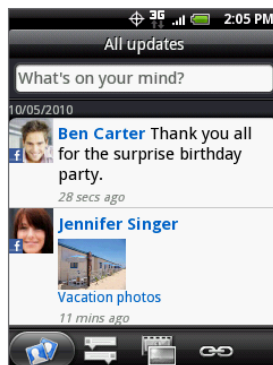 3G 2:05 PM
All updates
What's on your mind?
10/05/2010
Ben Carter Thank you all
for the surprise birthday
party.
28 secs ago
Jennifer Singer
Vacation photos
11 mins ago